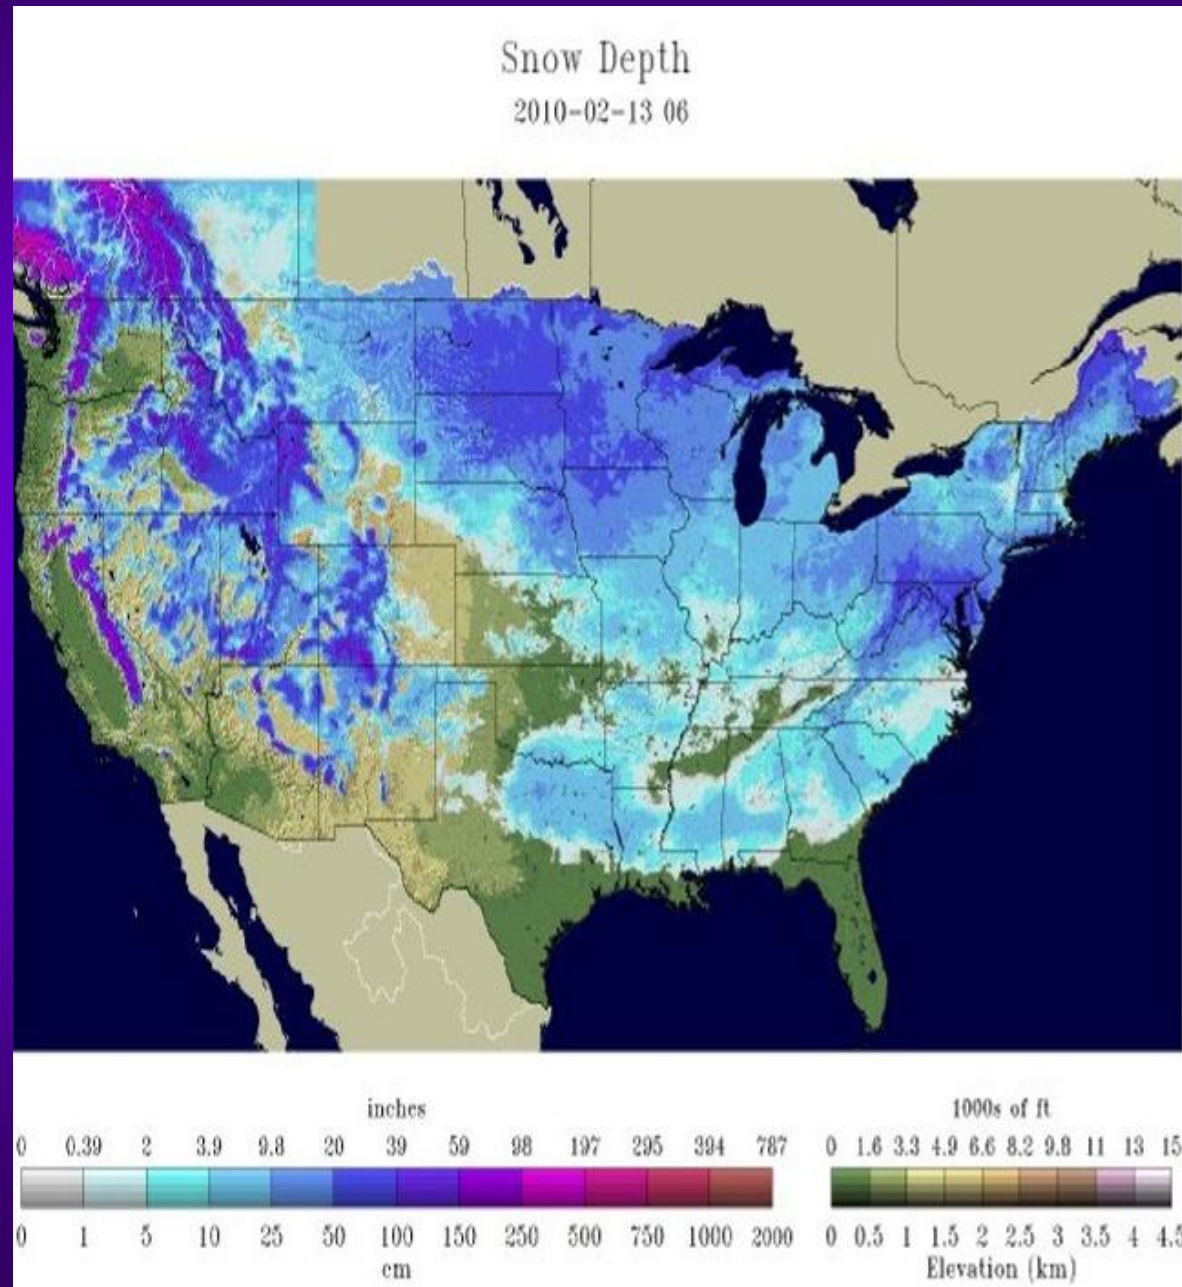 Snow Depth
2010-02-13 06
inches
0 0.39 2 3.9 9.8 20 39 59 98 197 295 394 787
0 1 5 10 25 50 100 150 250 500 750 1000 2000
cm
1000s of ft
0 1.6 3.3 4.9 6.6 8.2 9.8 11 13 15
0 0.5 1 1.5 2 2.5 3 3.5 4 4.5
Elevation (km)